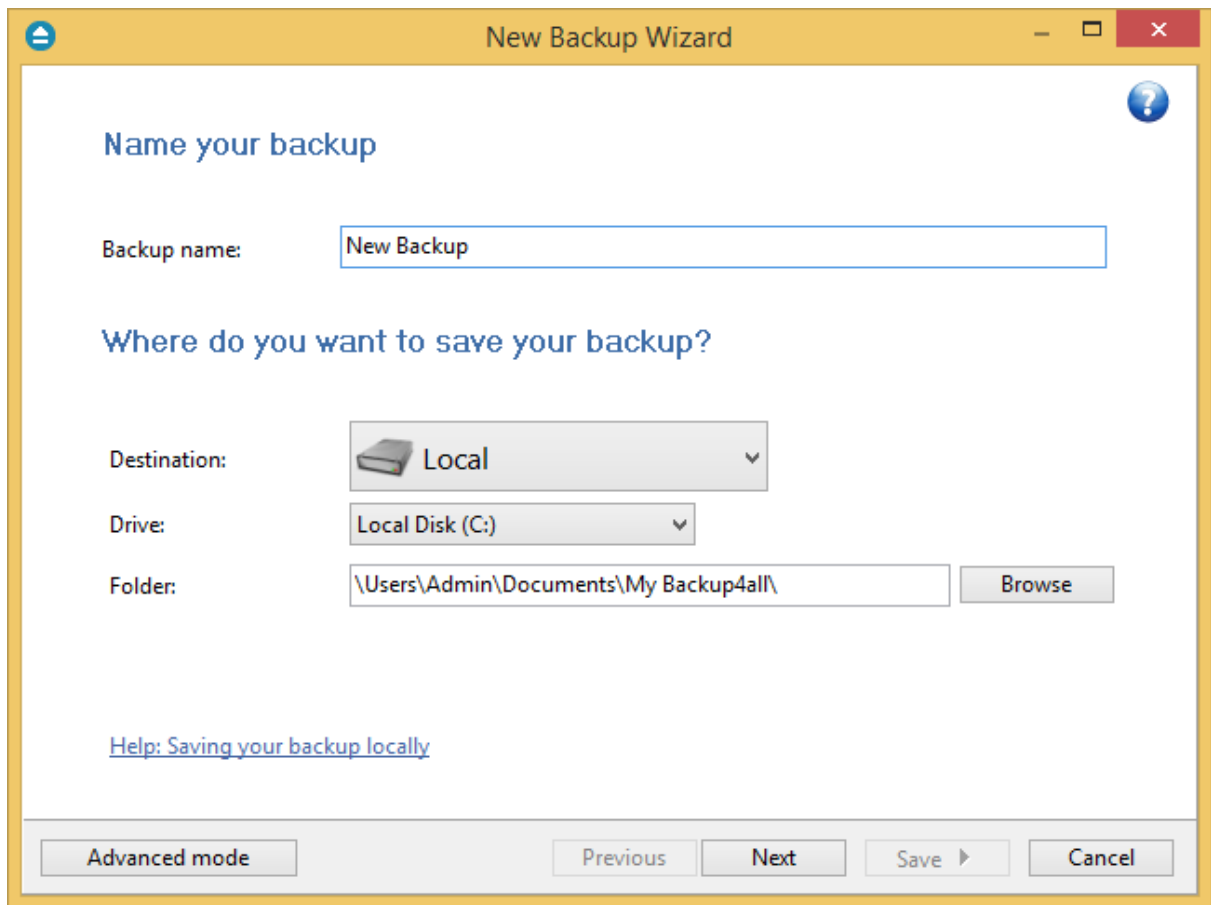 New Backup Wizard
Name your backup
Backup name: New Backup
Where do you want to save your backup?
Destination: Local
Drive: Local Disk (C:)
Folder: \Users\Admin\Documents\My Backup4all\ Browse
Help: Saving your backup locally
Advanced mode Previous Next Save Cancel